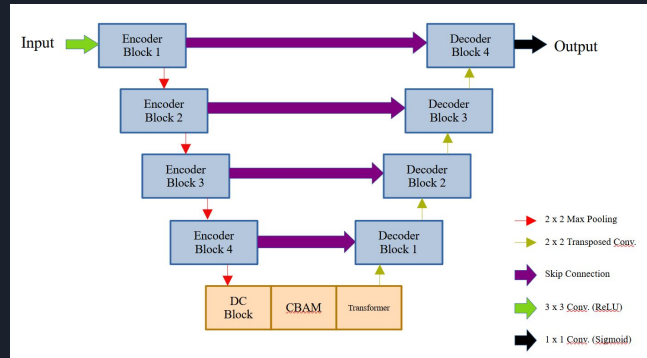 Input
Encoder
Block 1
Decoder
Block 4
Output
Encoder
Block 2
Decoder
Block 3
Encoder
Block 3
Decoder
Block 2
Encoder
Block 4
Decoder
Block 1
DC
Block
CBAM
Transformer
2 x 2 Max Pooling
2 x 2 Transposed Conv.
Skip Connection
3 x 3 Conv. (ReLU)
1 x 1 Conv. (Sigmoid)